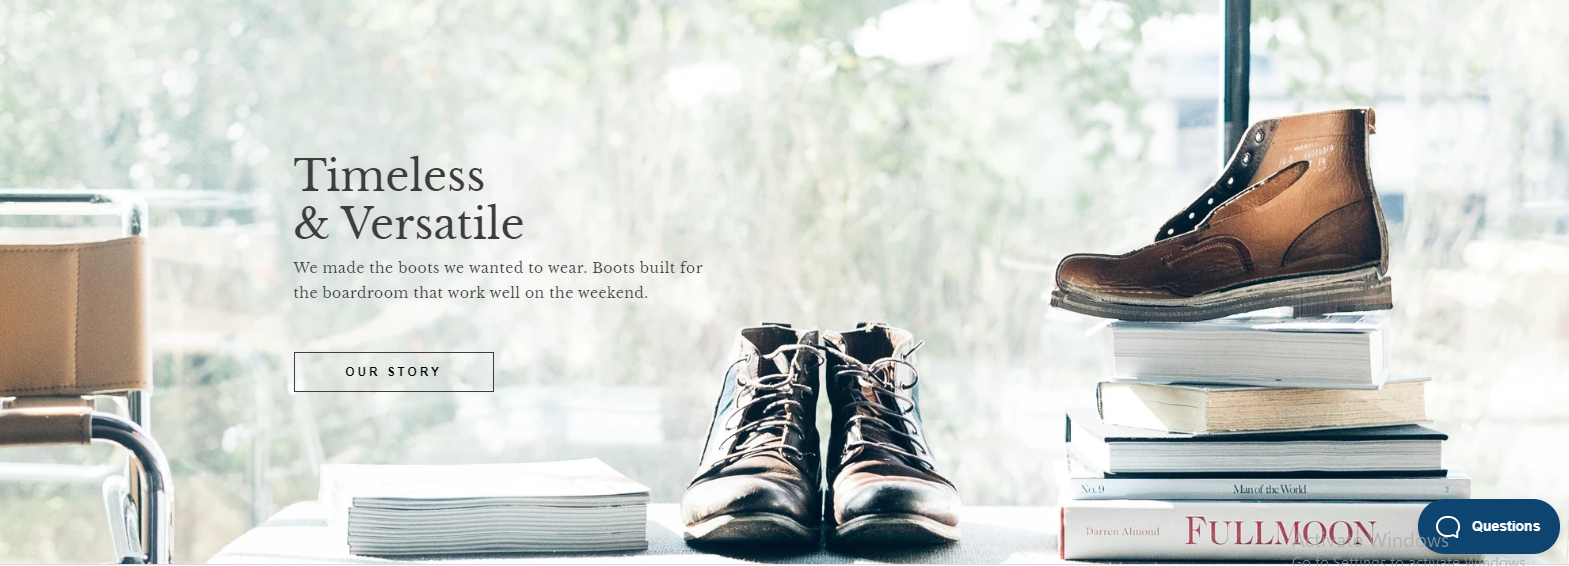 Timeless
& Versatile
We made the boots we wanted to wear. Boots built for
the boardroom that work well on the weekend.
OUR STORY
No. 9 Man of the World 2
Darren Almond FULLMOON
Questions
Activate Windows
Go to Settings to activate Windows.